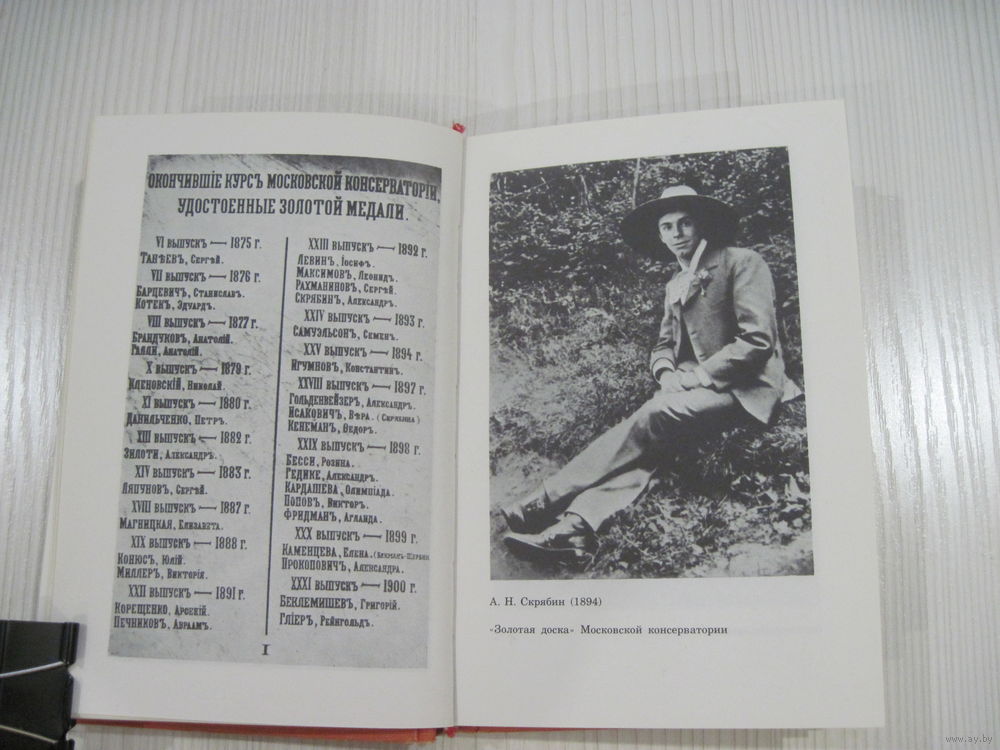 ОКОНЧИВШІЕ КУРСЪ МОСКОВСКОЙ КОНСЕРВАТОРІИ,
УДОСТОЕННЫЕ ЗОЛОТОЙ МЕДАЛИ.
VI ВЫПУСКЪ — 1875 г.
ТАНѢЕВЪ, СЕРГѢЙ.
VII ВЫПУСКЪ — 1876 г.
БАРЦЕВИЧЪ, СТАНИСЛАВЪ.
КОТЕКЪ, ЭДУАРДЪ.
VIII ВЫПУСКЪ — 1877 г.
БРАНДУКОВЪ, АНАТОЛІЙ.
ГАЛЛИ, АНАТОЛІЙ.
X ВЫПУСКЪ — 1879 г.
КЛЕНОВСКІЙ, НИКОЛАЙ.
XI ВЫПУСКЪ — 1880 г.
ДАНИЛЬЧЕНКО, ПЕТРЪ.
XIII ВЫПУСКЪ — 1882 г.
ЗИЛОТИ, АЛЕКСАНДРЪ.
XIV ВЫПУСКЪ — 1883 г.
ЛЯПУНОВЪ, СЕРГѢЙ.
XVIII ВЫПУСКЪ — 1887 г.
МАГНИЦКАЯ, ЕЛИЗАВЕТА.
XIX ВЫПУСКЪ — 1888 г.
КОНЮСЪ, ЮЛІЙ.
МИЛЛЕРЪ, ВИКТОРІЯ.
XXII ВЫПУСКЪ — 1891 г.
КОРЕЩЕНКО, АРСЕНІЙ.
ПЕЧНИКОВЪ, АВРААМЪ.
XXIII ВЫПУСКЪ — 1892 г.
ЛЕВИНЪ, ІОСИФЪ.
МАКСИМОВЪ, ЛЕОНИДЪ.
РАХМАНИНОВЪ, СЕРГѢЙ.
СКРЯБИНЪ, АЛЕКСАНДРЪ.
XXIV ВЫПУСКЪ — 1893 г.
САМУЭЛЬСОНЪ, СЕМЕНЪ.
XXV ВЫПУСКЪ — 1894 г.
ИГУМНОВЪ, КОНСТАНТИНЪ.
XXVIII ВЫПУСКЪ — 1897 г.
ГОЛЬДЕНВЕЙЗЕРЪ, АЛЕКСАНДРЪ.
ИСАКОВИЧЪ, ВѢРА. (СКРЯБИНА)
КЕНЕМАНЪ, ѲЕДОРЪ.
XXIX ВЫПУСКЪ — 1898 г.
БЕССИ, РОЗИНА.
ГЕДИКЕ, АЛЕКСАНДРЪ.
КАРДАШЕВА, ОЛИМПІАДА.
ПОПОВЪ, ВИКТОРЪ.
ФРИДМАНЪ, АГЛАИДА.
XXX ВЫПУСКЪ — 1899 г.
КАМЕНЦЕВА, ЕЛЕНА.
ПРОКОПОВИЧЪ, АЛЕКСАНДРА.
XXXI ВЫПУСКЪ — 1900 г.
БЕКЛЕМИШЕВЪ, ГРИГОРІЙ.
ГЛІЕРЪ, РЕЙНГОЛЬДЪ.
I
А. Н. Скрябин (1894)
«Золотая доска» Московской консерватории
www.ay.by